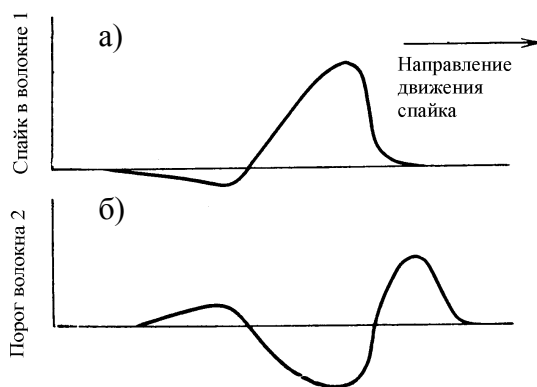 Спайк в волокне 1
а)
Направление
движения
спайка
Порог волокна 2
б)